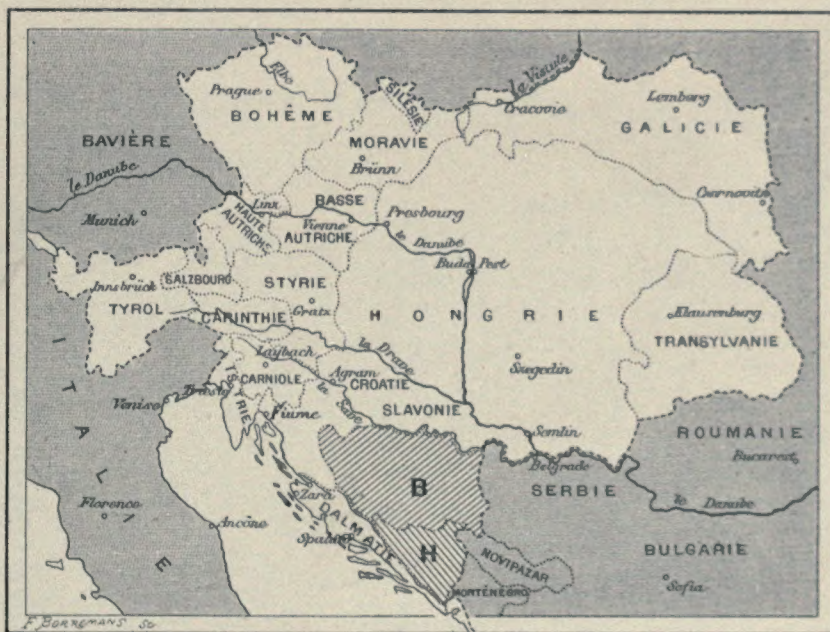 Elbe
la Vistule
SILÉSIE
Prague
Cracovie
Lemberg
BOHÊME
GALICIE
BAVIÈRE
MORAVIE
Brünn
le Danube
Czernovitz
Linz
BASSE
Presbourg
Munich
HAUTE
AUTRICHE
Vienne
AUTRICHE
le Danube
Bude Pest
SALZBOURG
STYRIE
Innsbrück
Gratz
HONGRIE
Klausenburg
TYROL
CARINTHIE
TRANSYLVANIE
la Drave
Laybach
Szegedin
CARNIOLE
Agram
CROATIE
la Save
Venise
Trieste
ISTRIE
SLAVONIE
Fiume
Semlin
ROUMANIE
Bucarest
ITALIE
Belgrade
B
SERBIE
le Danube
Zara
Florence
DALMATIE
Ancône
Spalato
H
NOVIPAZAR
BULGARIE
MONTÉNÉGRO
Sofia
F. BORREMANS Sc